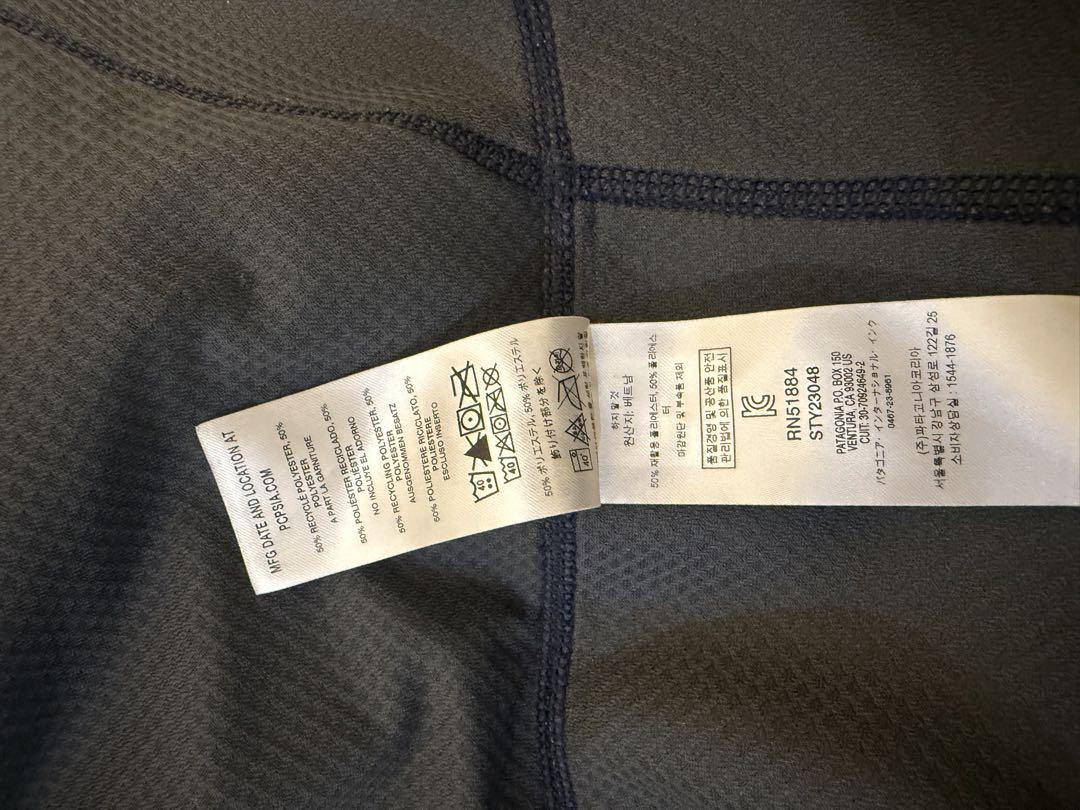 MFG DATE AND LOCATION AT
POPSIA.COM
50% RECYCLÉ POLYESTER, 50%
POLYESTER
A PART LA GARNITURE
50% POLIÉSTER RECICLADO, 50%
POLIÉSTER
NO INCLUYE EL ADORNO
50% RECYCLING POLYESTER, 50%
POLYESTER
AUSGENOMMEN BESATZ
50% POLIESTERE RICICLATO, 50%
POLIESTERE
ESCLUSO INSERTO
40
40
50% ポリエステル, 50% ポリエステル
飾り付け部分を除く
40
하지 말 것
원산지: 베트남
50% 재활용 폴리에스터, 50% 폴리에스
터
마감원단 및 부속품 제외
품질경영 및 공산품 안전
관리법에 의한 품질표시
RN51884
STY23048
PATAGONIA P.O. BOX 150
VENTURA, CA 93002 US
CUIT: 30-70924649-2
パタゴニア・インターナショナル・インク
0467-23-8961
(주)파타고니아코리아
서울특별시 강남구 삼성로 122길 25
소비자상담실 : 1544-1876